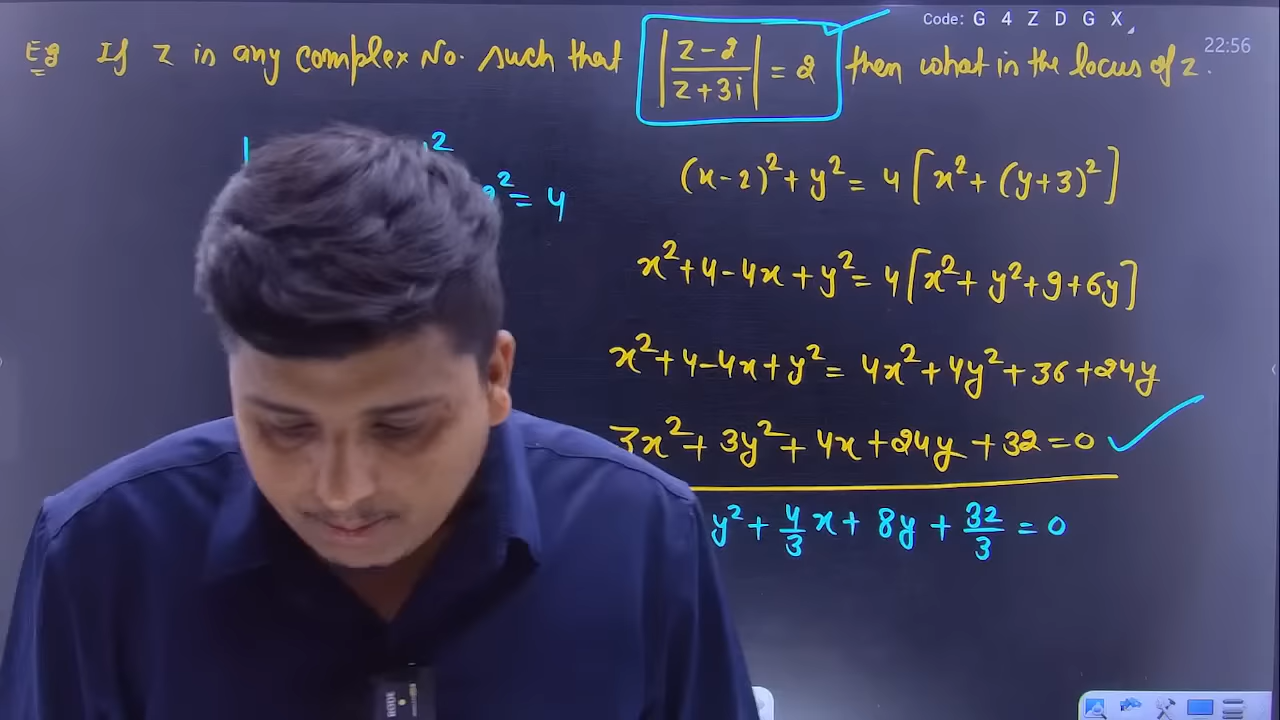 Code: G 4 Z D G X
22:56
Eg If z is any complex No. such that |z-2/z+3i| = 2 then what is the locus of z.
2
2 = 4
(x-2)² + y² = 4[x² + (y+3)²]
x² + 4 - 4x + y² = 4[x² + y² + 9 + 6y]
x² + 4 - 4x + y² = 4x² + 4y² + 36 + 24y
3x² + 3y² + 4x + 24y + 32 = 0
y² + 4/3 x + 8y + 32/3 = 0